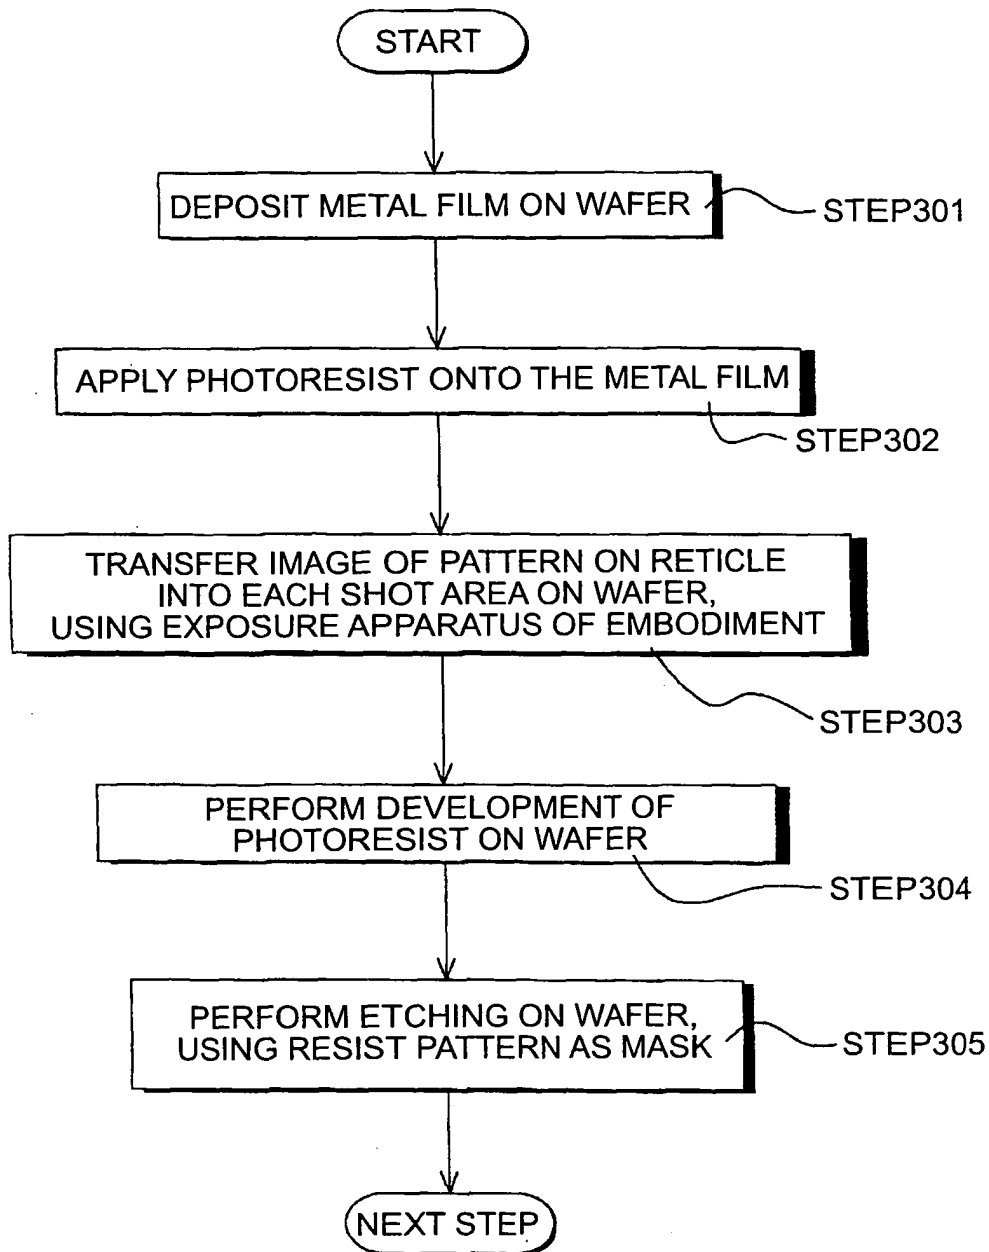 START
DEPOSIT METAL FILM ON WAFER
STEP301
APPLY PHOTORESIST ONTO THE METAL FILM
STEP302
TRANSFER IMAGE OF PATTERN ON RETICLE
INTO EACH SHOT AREA ON WAFER,
USING EXPOSURE APPARATUS OF EMBODIMENT
STEP303
PERFORM DEVELOPMENT OF
PHOTORESIST ON WAFER
STEP304
PERFORM ETCHING ON WAFER,
USING RESIST PATTERN AS MASK
STEP305
NEXT STEP